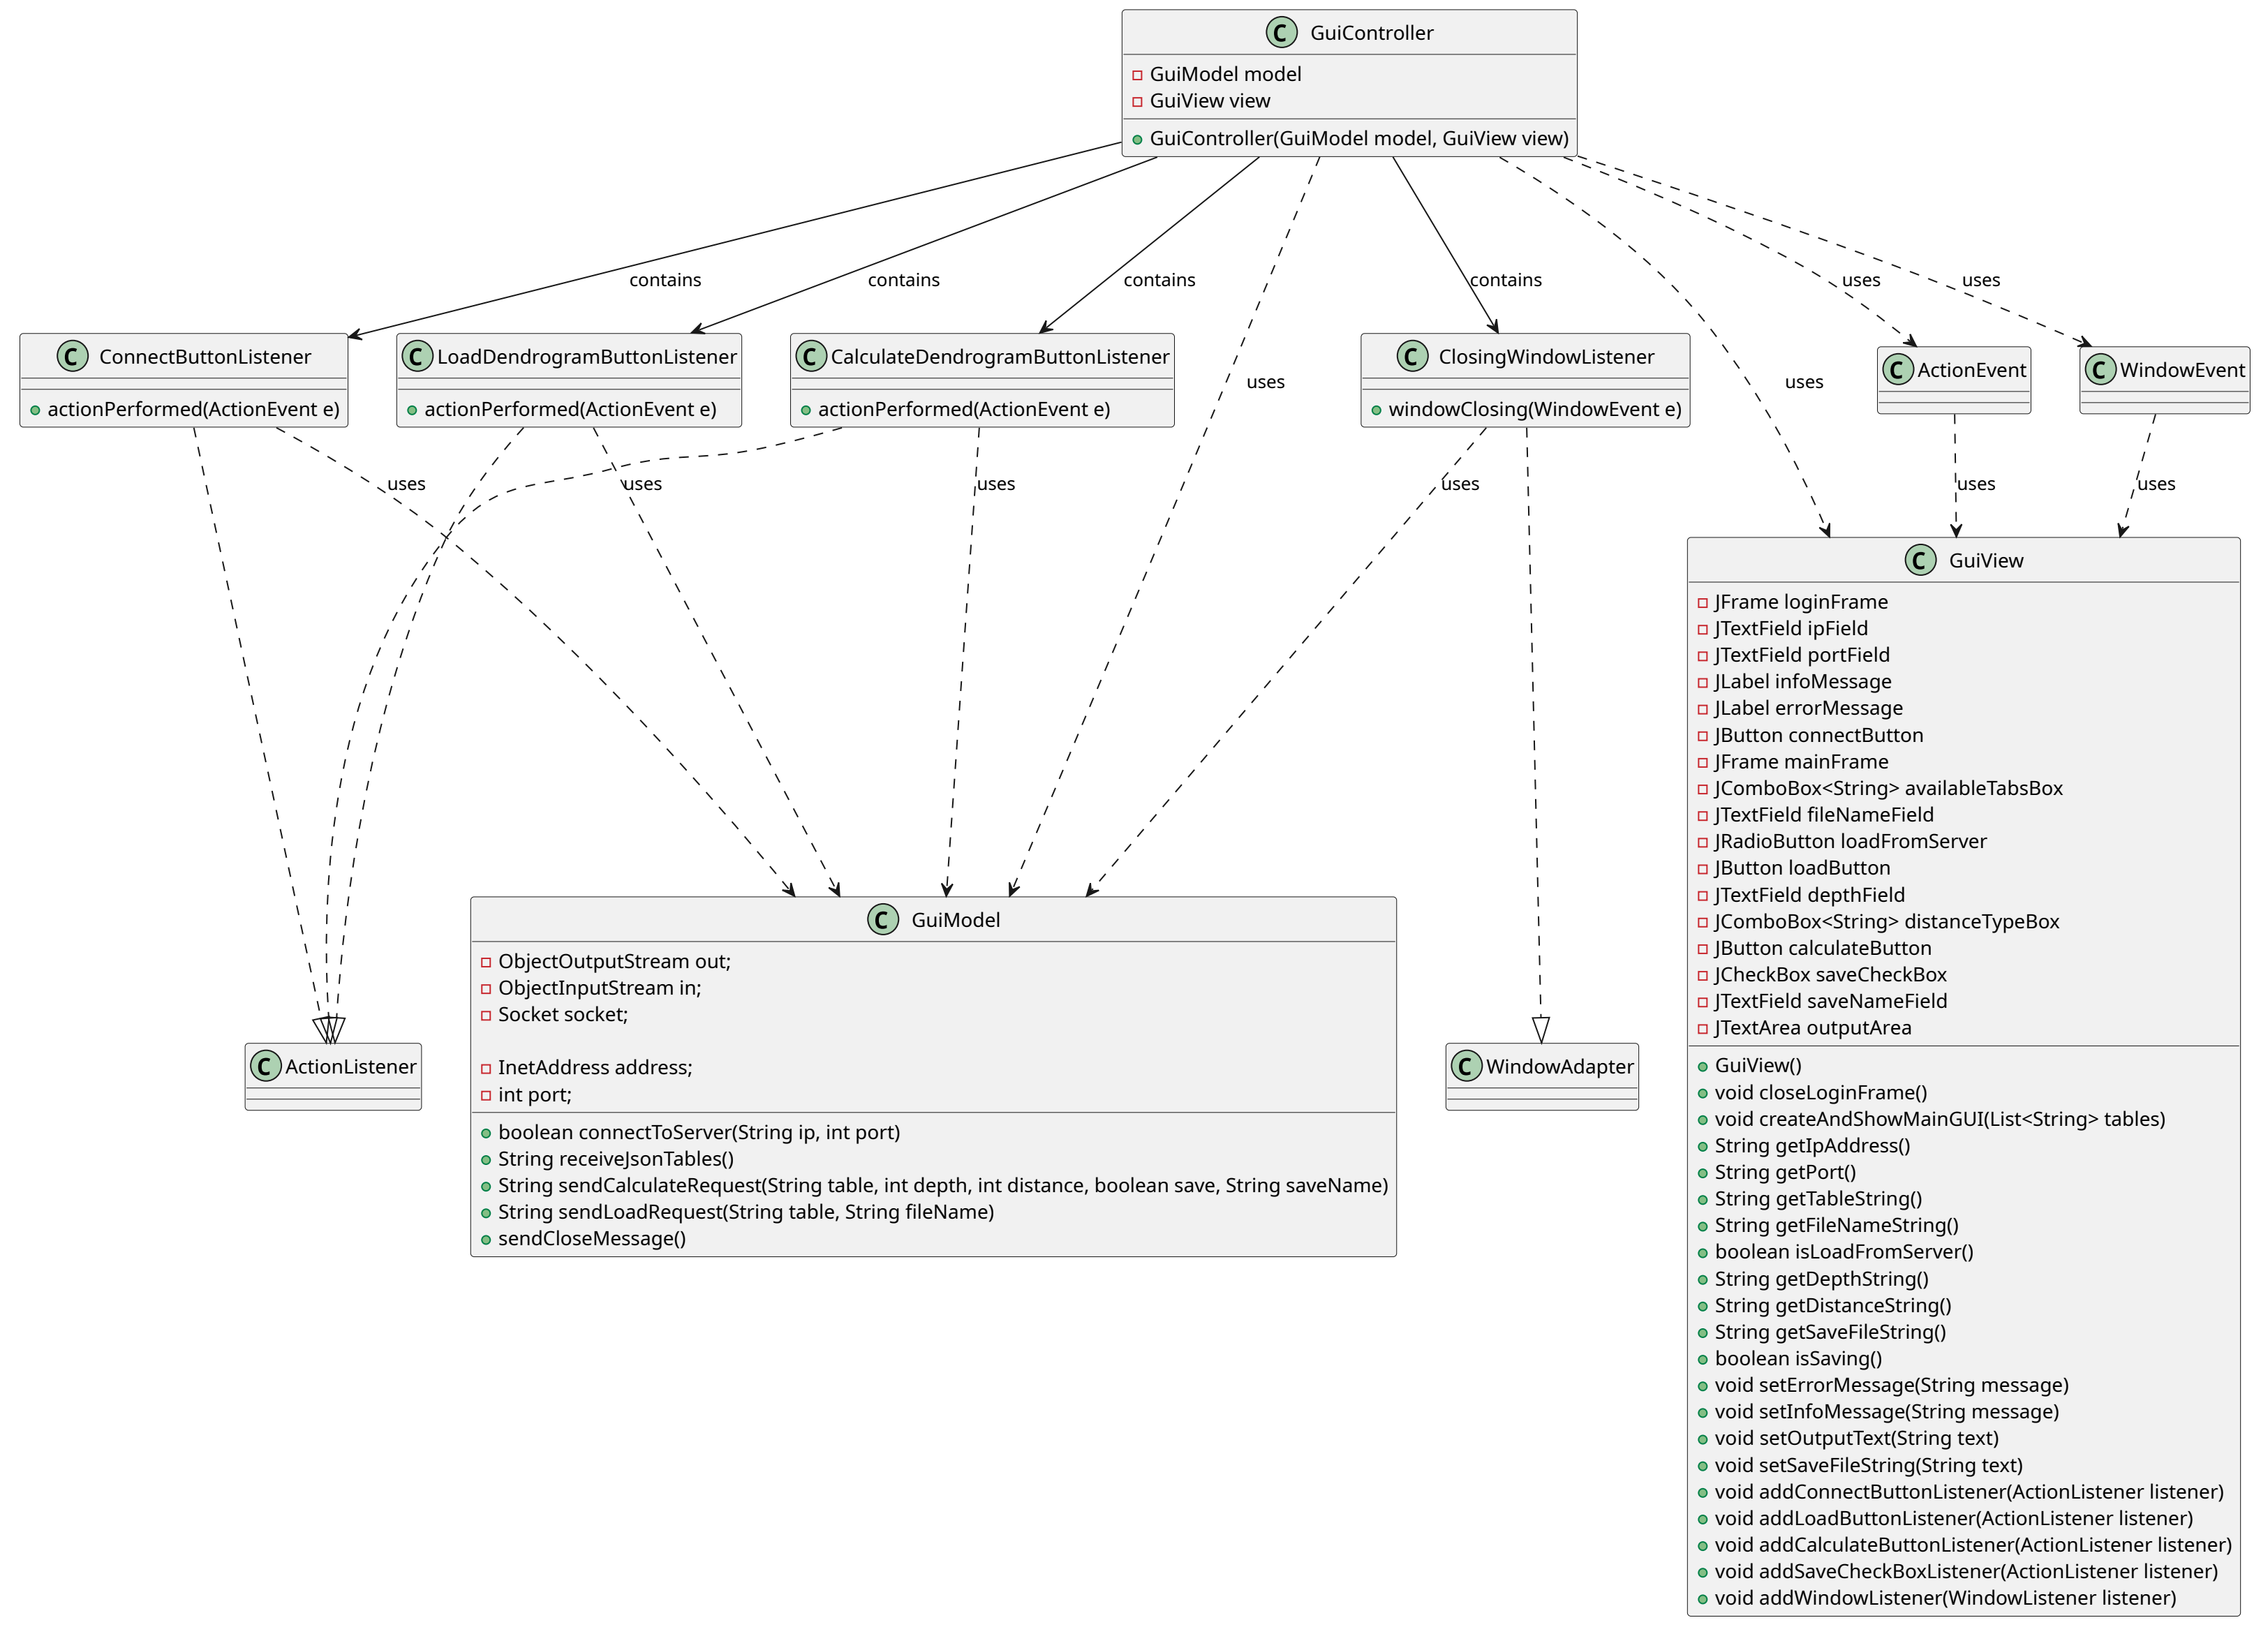 C GuiController
GuiModel model
GuiView view
GuiController(GuiModel model, GuiView view)
contains
contains
contains
contains
uses
uses
uses
uses
C ConnectButtonListener
actionPerformed(ActionEvent e)
C LoadDendrogramButtonListener
actionPerformed(ActionEvent e)
C CalculateDendrogramButtonListener
actionPerformed(ActionEvent e)
C ClosingWindowListener
windowClosing(WindowEvent e)
C ActionEvent
C WindowEvent
uses
uses
uses
uses
uses
uses
C GuiView
JFrame loginFrame
JTextField ipField
JTextField portField
JLabel infoMessage
JLabel errorMessage
JButton connectButton
JFrame mainFrame
JComboBox<String> availableTabsBox
JTextField fileNameField
JRadioButton loadFromServer
JButton loadButton
JTextField depthField
JComboBox<String> distanceTypeBox
JButton calculateButton
JCheckBox saveCheckBox
JTextField saveNameField
JTextArea outputArea
GuiView()
void closeLoginFrame()
void createAndShowMainGUI(List<String> tables)
String getIpAddress()
String getPort()
String getTableString()
String getFileNameString()
boolean isLoadFromServer()
String getDepthString()
String getDistanceString()
String getSaveFileString()
boolean isSaving()
void setErrorMessage(String message)
void setInfoMessage(String message)
void setOutputText(String text)
void setSaveFileString(String text)
void addConnectButtonListener(ActionListener listener)
void addLoadButtonListener(ActionListener listener)
void addCalculateButtonListener(ActionListener listener)
void addSaveCheckBoxListener(ActionListener listener)
void addWindowListener(WindowListener listener)
C GuiModel
ObjectOutputStream out;
ObjectInputStream in;
Socket socket;
InetAddress address;
int port;
boolean connectToServer(String ip, int port)
String receiveJsonTables()
String sendCalculateRequest(String table, int depth, int distance, boolean save, String saveName)
String sendLoadRequest(String table, String fileName)
sendCloseMessage()
C ActionListener
C WindowAdapter